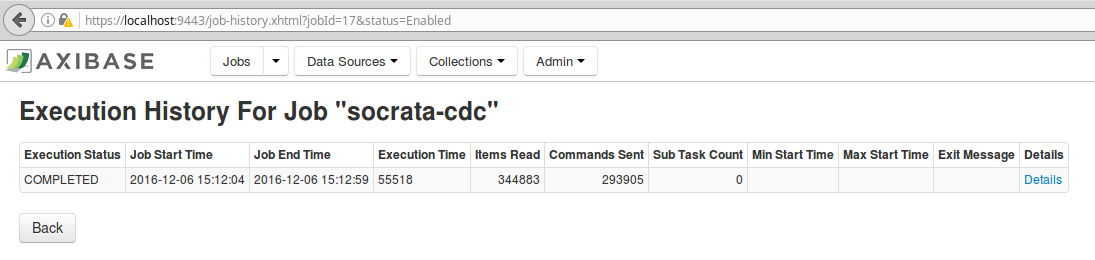 https://localhost:9443/job-history.xhtml?jobId=17&status=Enabled
AXIBASE Jobs Data Sources Collections Admin
Execution History For Job "socrata-cdc"
Execution Status Job Start Time Job End Time Execution Time Items Read Commands Sent Sub Task Count Min Start Time Max Start Time Exit Message Details
COMPLETED 2016-12-06 15:12:04 2016-12-06 15:12:59 55518 344883 293905 0 Details
Back